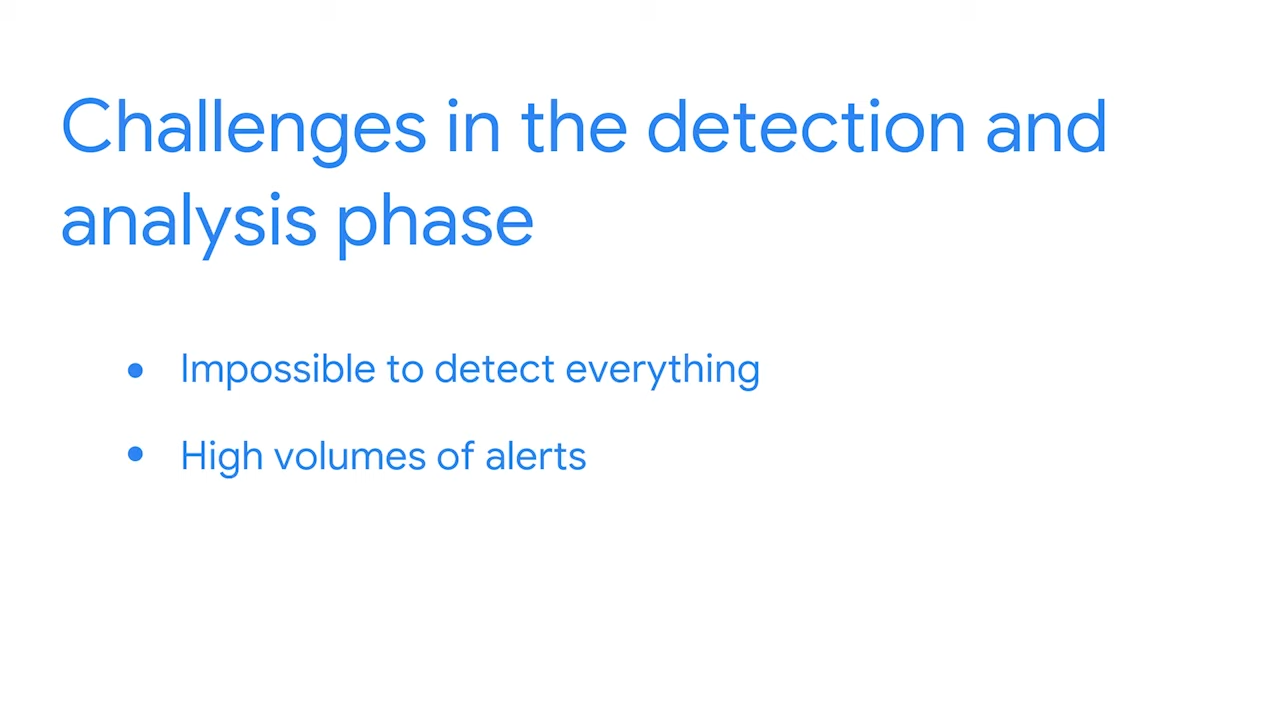 Challenges in the detection and
analysis phase
• Impossible to detect everything
• High volumes of alerts